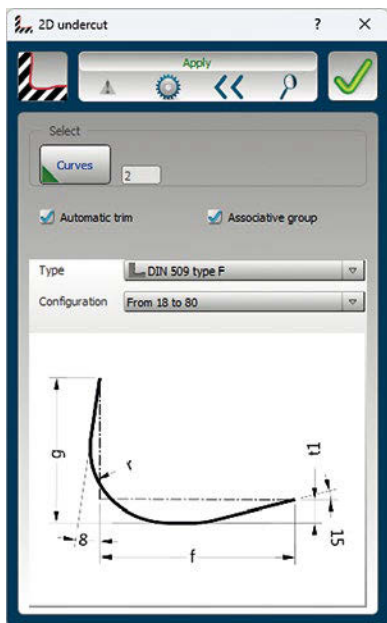 2D undercut ? ×
Apply
Select
Curves 2
Automatic trim Associative group
Type DIN 509 type F
Configuration From 18 to 80
g
r
t1
8
15
f